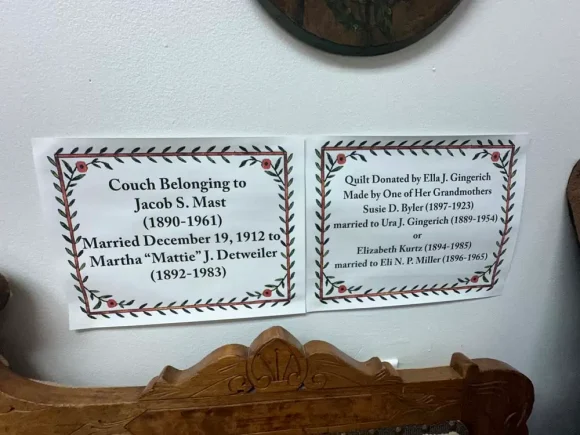 Couch Belonging to
Jacob S. Mast
(1890-1961)
Married December 19, 1912 to
Martha “Mattie” J. Detweiler
(1892-1983)
Quilt Donated by Ella J. Gingerich
Made by One of Her Grandmothers
Susie D. Byler (1897-1923)
married to Ura J. Gingerich (1889-1954)
or
Elizabeth Kurtz (1894-1985)
married to Eli N. P. Miller (1896-1965)